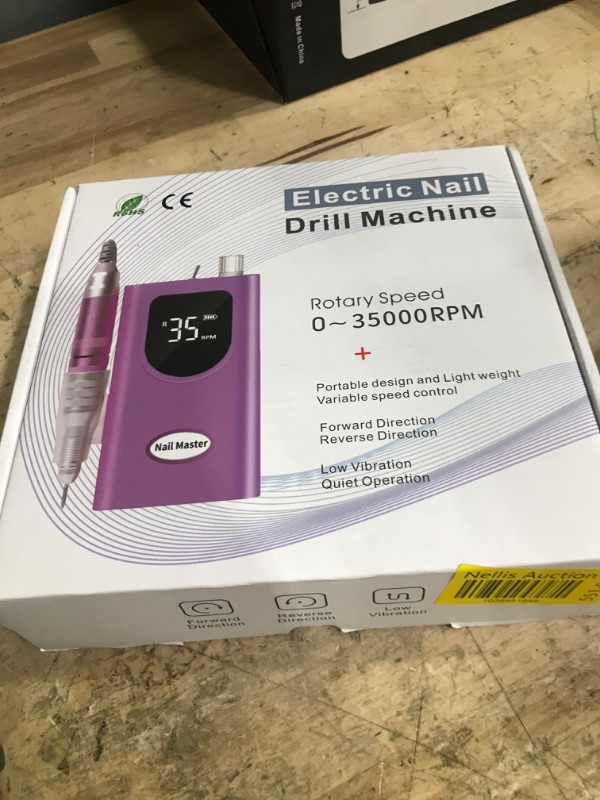 Made in China
RoHS CE
Electric Nail
Drill Machine
Rotary Speed
0~35000RPM
+
R 35 RPM
Portable design and Light weight
Variable speed control
Nail Master
Forward Direction
Reverse Direction
Low Vibration
Quiet Operation
Nellis Auction
Forward
Direction
Reverse
Direction
Low
Vibration